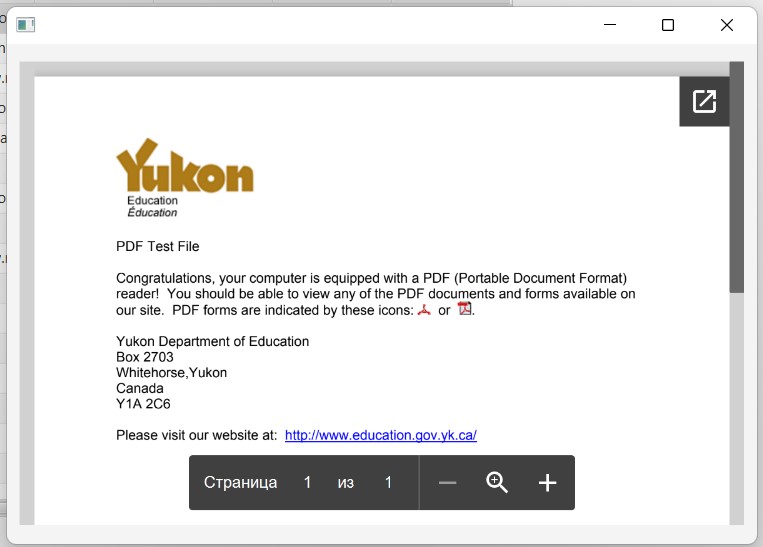 Yukon
Education
Éducation
PDF Test File
Congratulations, your computer is equipped with a PDF (Portable Document Format)
reader!  You should be able to view any of the PDF documents and forms available on
our site.  PDF forms are indicated by these icons: or .
Yukon Department of Education
Box 2703
Whitehorse,Yukon
Canada
Y1A 2C6
Please visit our website at:  http://www.education.gov.yk.ca/
Страница 1 из 1